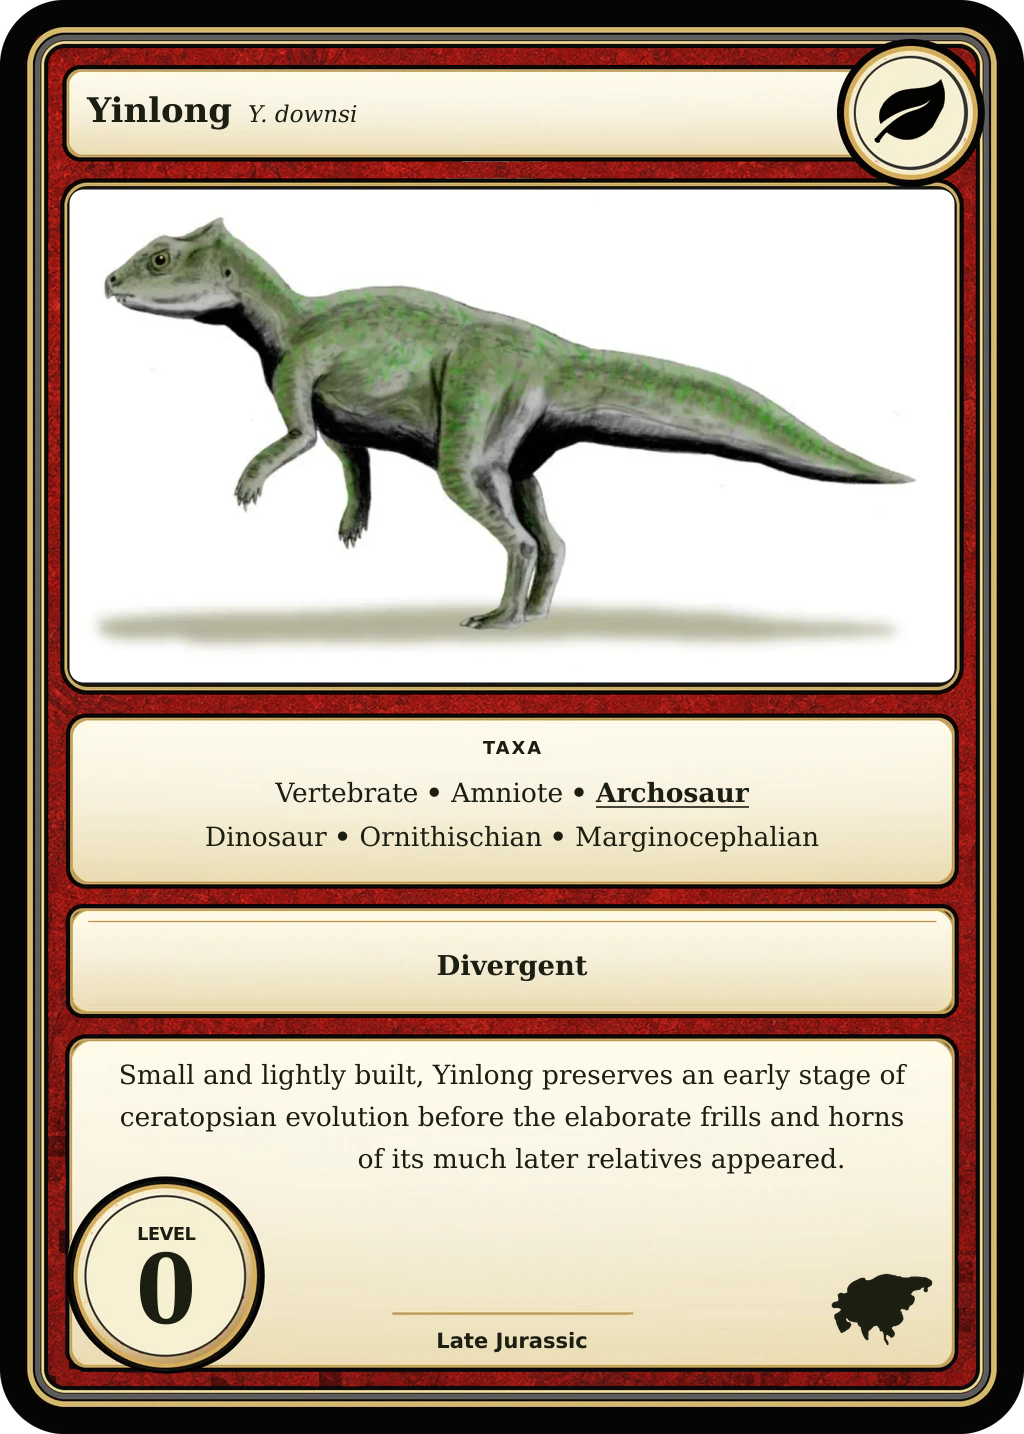 Yinlong Y. downsi
TAXA
Vertebrate • Amniote • Archosaur
Dinosaur • Ornithischian • Marginocephalian
Divergent
Small and lightly built, Yinlong preserves an early stage of
ceratopsian evolution before the elaborate frills and horns
of its much later relatives appeared.
LEVEL
0
Late Jurassic